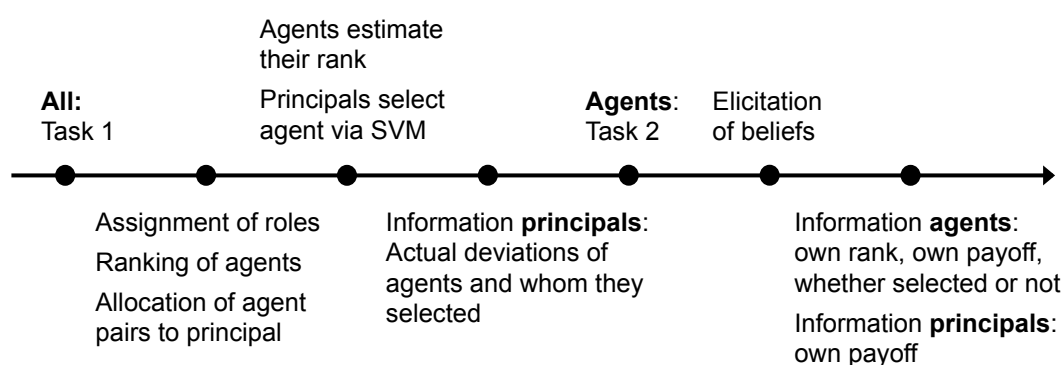 Agents estimate
their rank
Principals select
agent via SVM
All:
Task 1
Agents:
Task 2
Elicitation
of beliefs
Assignment of roles
Ranking of agents
Allocation of agent
pairs to principal
Information principals:
Actual deviations of
agents and whom they
selected
Information agents:
own rank, own payoff,
whether selected or not
Information principals:
own payoff